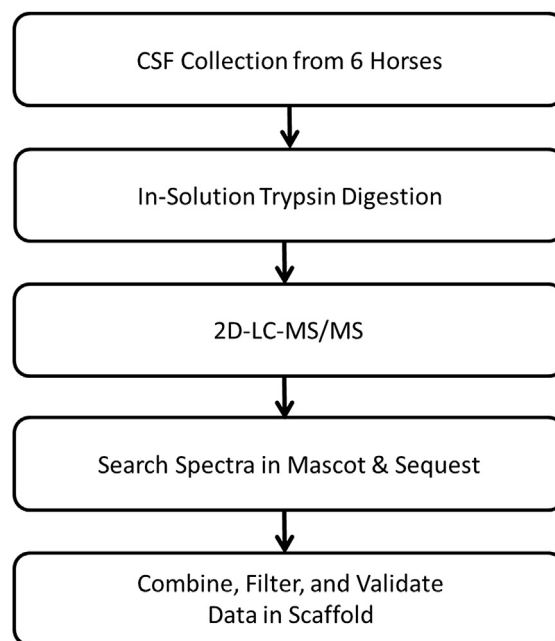 CSF Collection from 6 Horses
In-Solution Trypsin Digestion
2D-LC-MS/MS
Search Spectra in Mascot & Sequest
Combine, Filter, and Validate
Data in Scaffold